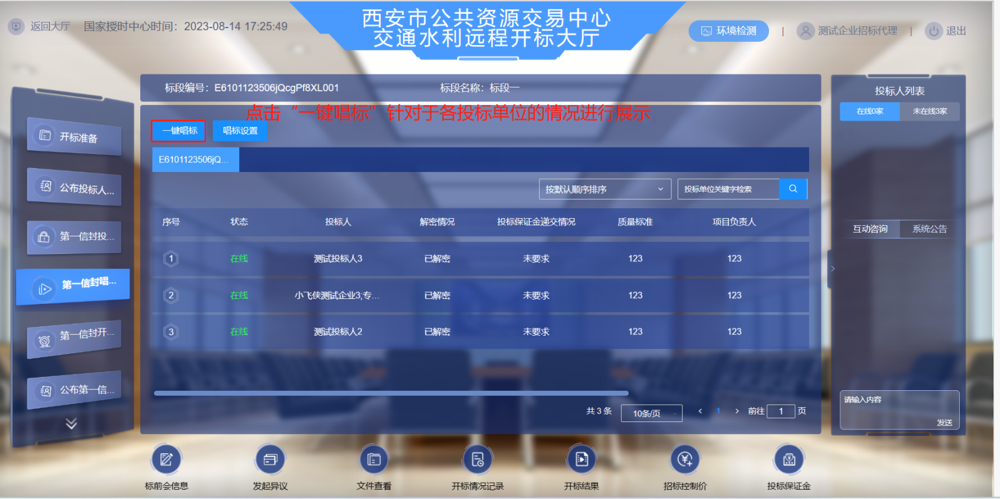 返回大厅
国家授时中心时间：2023-08-14 17:25:49
西安市公共资源交易中心
交通水利远程开标大厅
环境检测
|
测试企业招标代理
|
退出
开标准备
公布投标人...
第一信封投...
第一信封唱...
第一信封开...
公布第一信...
标段编号：E6101123506jQcgPf8XL001
标段名称：标段一
点击“一键唱标”针对于各投标单位的情况进行展示
一键唱标
唱标设置
E6101123506jQ...
按默认顺序排序
投标单位关键字检索
序号 状态 投标人 解密情况 投标保证金递交情况 质量标准 项目负责人
1 在线 测试投标人3 已解密 未要求 123 123
2 在线 小飞侠测试企业3;专... 已解密 未要求 123 123
3 在线 测试投标人2 已解密 未要求 123 123
共 3 条 10条/页 < 1 > 前往 1 页
投标人列表
在线0家
未在线3家
互动咨询
系统公告
请输入内容
发送
标前会信息
发起异议
文件查看
开标情况记录
开标结果
招标控制价
投标保证金